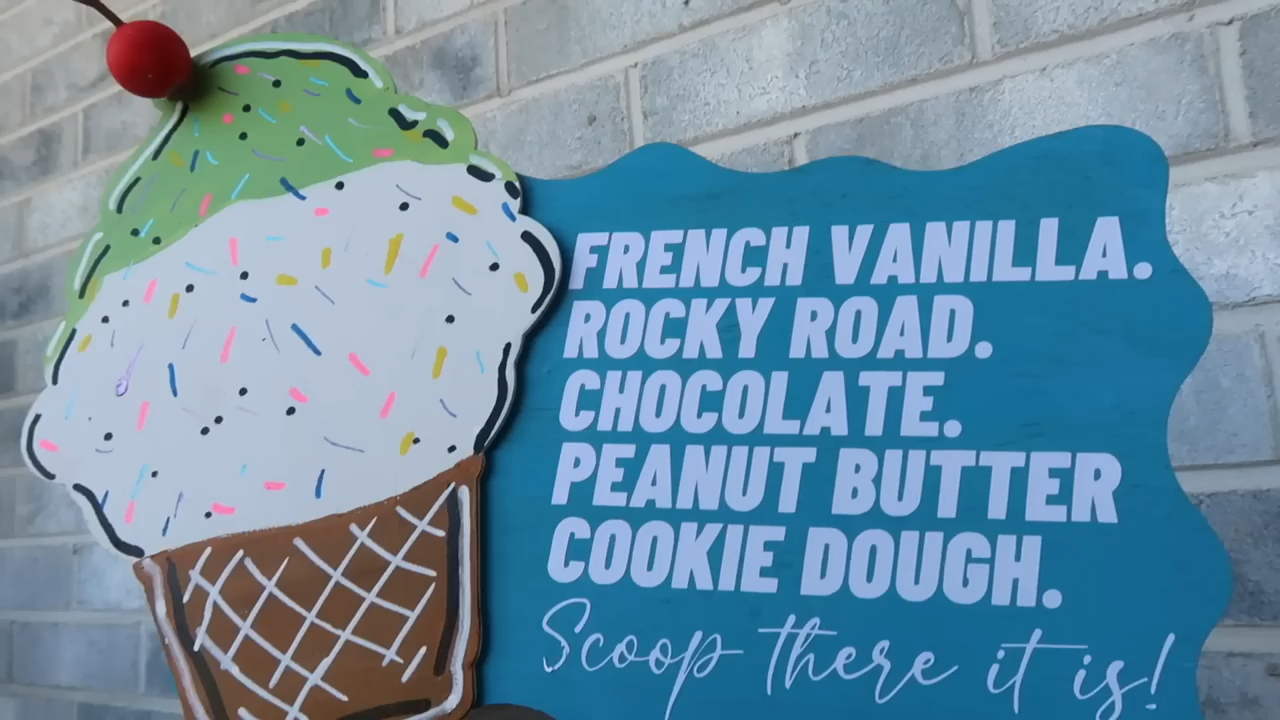 FRENCH VANILLA.
ROCKY ROAD.
CHOCOLATE.
PEANUT BUTTER
COOKIE DOUGH.
Scoop there it is!